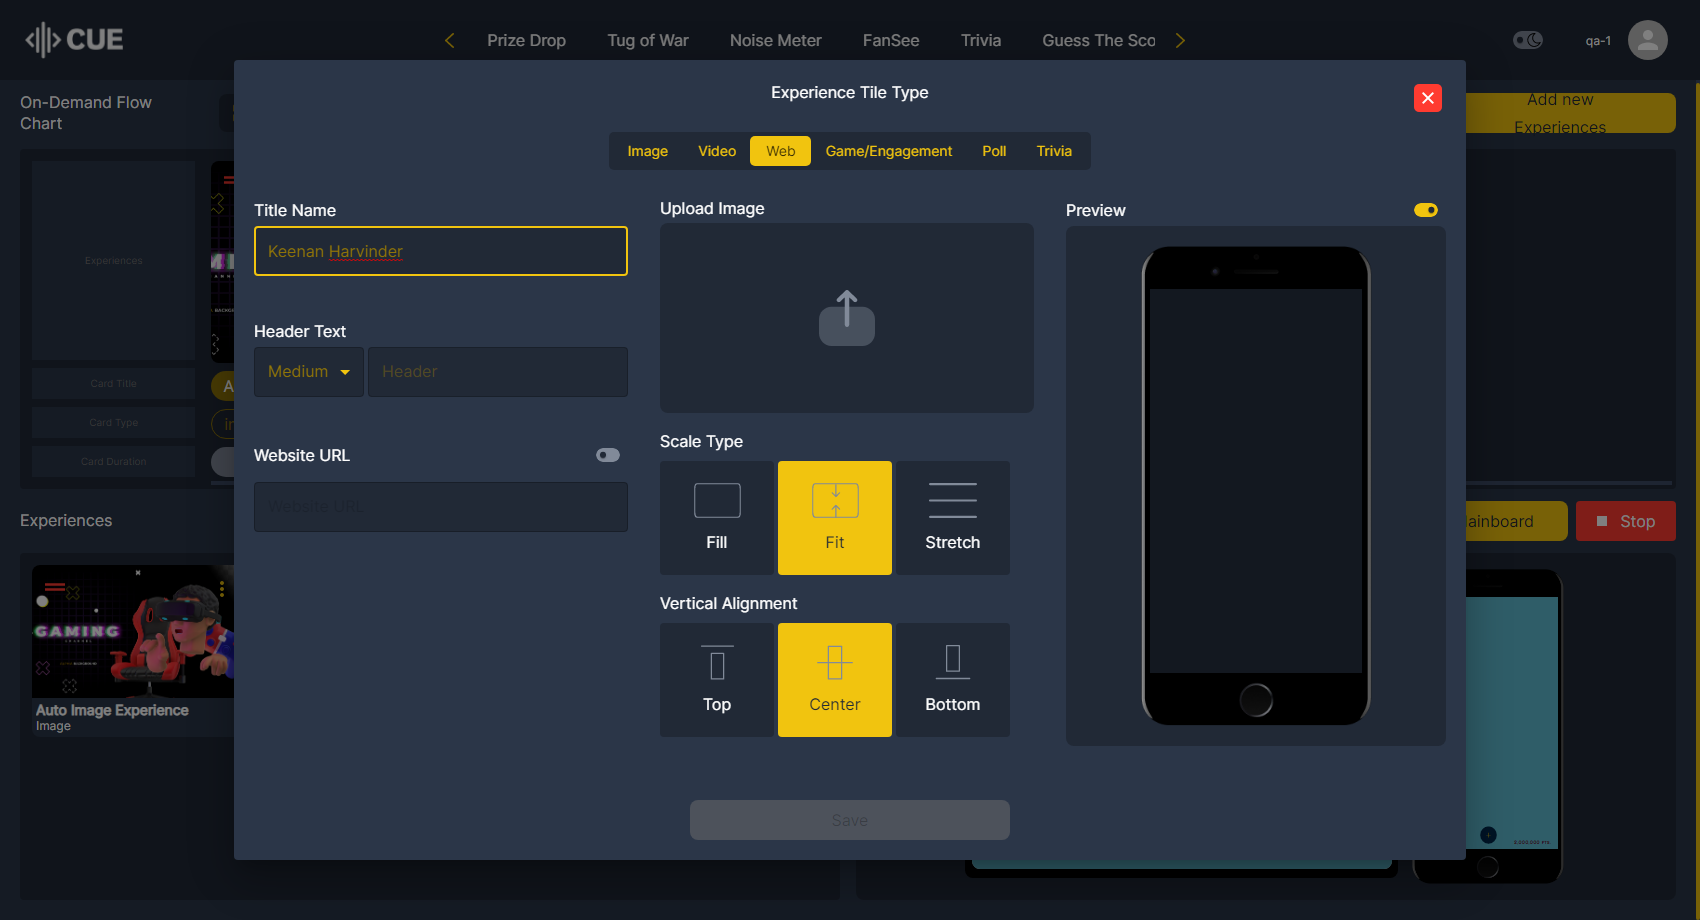 CUE
Prize Drop
Tug of War
Noise Meter
FanSee
Trivia
Guess The Sco
qa-1
On-Demand Flow
Chart
Add new
Experiences
Experiences
Card Title
Card Type
Card Duration
A
in
Experiences
GAMING
Auto Image Experience
Image
ainboard
Stop
Experience Tile Type
Image
Video
Web
Game/Engagement
Poll
Trivia
Title Name
Keenan Harvinder
Header Text
Medium
Header
Website URL
Website URL
Upload Image
Scale Type
Fill
Fit
Stretch
Vertical Alignment
Top
Center
Bottom
Preview
Save